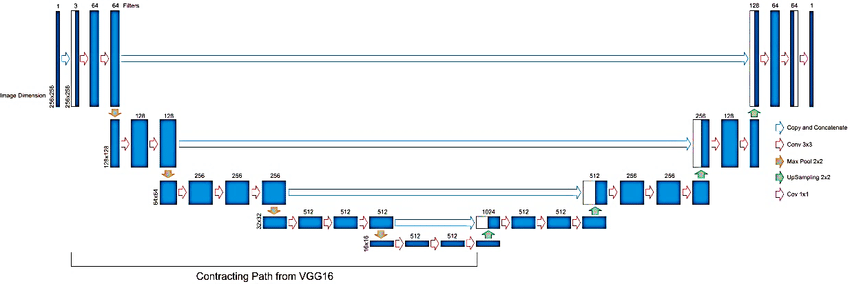 1 3 64 64 Filters 128 64 64 1
Image Dimension
256x256
256x256
128 128 256 128
128x128
Copy and Concatenate
Conv 3x3
Max Pool 2x2
UpSampling 2x2
Cov 1x1
256 256 256 512 256 256
64x64
512 512 512 1024 512 512
32x32
512 512
16x16
Contracting Path from VGG16